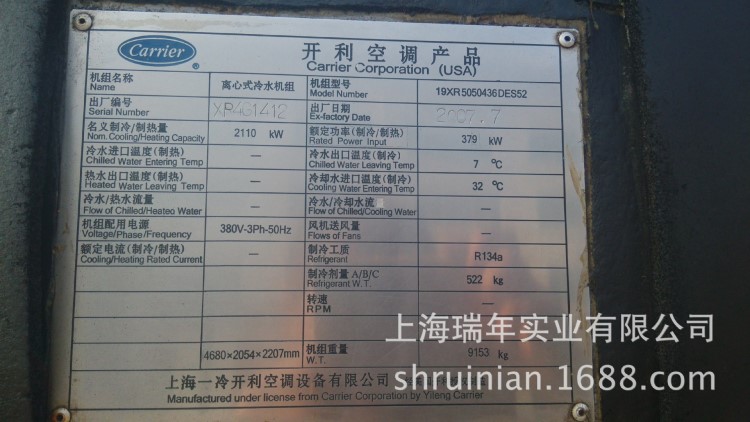 Carrier
®
开利空调产品
Carrier Corporation (USA)
机组名称 离心式冷水机组 机组型号 19XR5050436DES52
Name Model Number
出厂编号 XR4G1412 出厂日期 2007.7
Serial Number Ex-factory Date
名义制冷/制热量 2110 kW 额定功率(制冷/制热) 379 kW
Nom.Cooling/Heating Capacity Rated Power Input
冷水进口温度(制热) — 冷水出口温度(制冷) 7 ℃
Chilled Water Entering Temp Chilled Water Leaving Temp
热水出口温度(制热) — 冷却水进口温度(制冷) 32 ℃
Heated Water Leaving Temp Cooling Water Entering Temp
冷水/热水流量 — 冷水/冷却水流 —
Flow of Chilled/Heateo Water Flow of Chilled/Cooling Water
机组配用电源 380V-3Ph-50Hz 风机送风量 —
Voltage/Phase/Frequency Flows of Fans
额定电流(制冷/制热) — 制冷工质 R134a
Cooling/Heating Rated Current Refrigerant
制冷剂量 A/B/C 522 kg
Refrigerant W.T.
转速 —
RPM
4680×2054×2207mm 机组重量 9153 kg
W.T.
上海一冷开利空调设备有限公司
Manufactured under license from Carrier Corporation by Yileng Carrier
上海瑞年实业有限公司
shruinian.1688.com